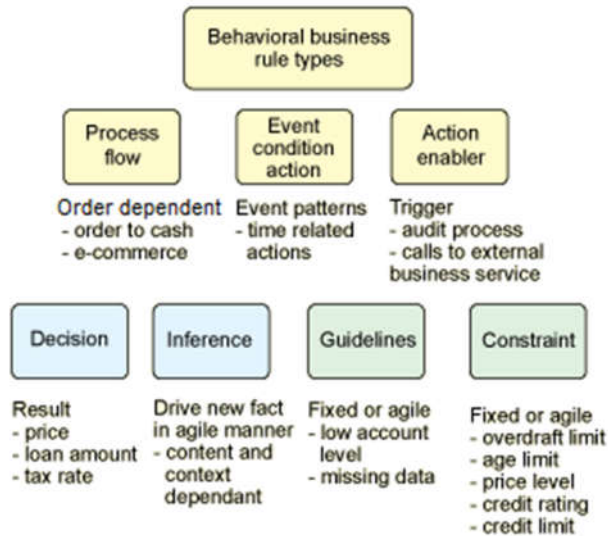 Behavioral business
rule types
Process
flow
Event
condition
action
Action
enabler
Order dependent
- order to cash
- e-commerce
Event patterns
- time related
actions
Trigger
- audit process
- calls to external
business service
Decision
Inference
Guidelines
Constraint
Result
- price
- loan amount
- tax rate
Drive new fact
in agile manner
- content and
context
dependant
Fixed or agile
- low account
level
- missing data
Fixed or agile
- overdraft limit
- age limit
- price level
- credit rating
- credit limit